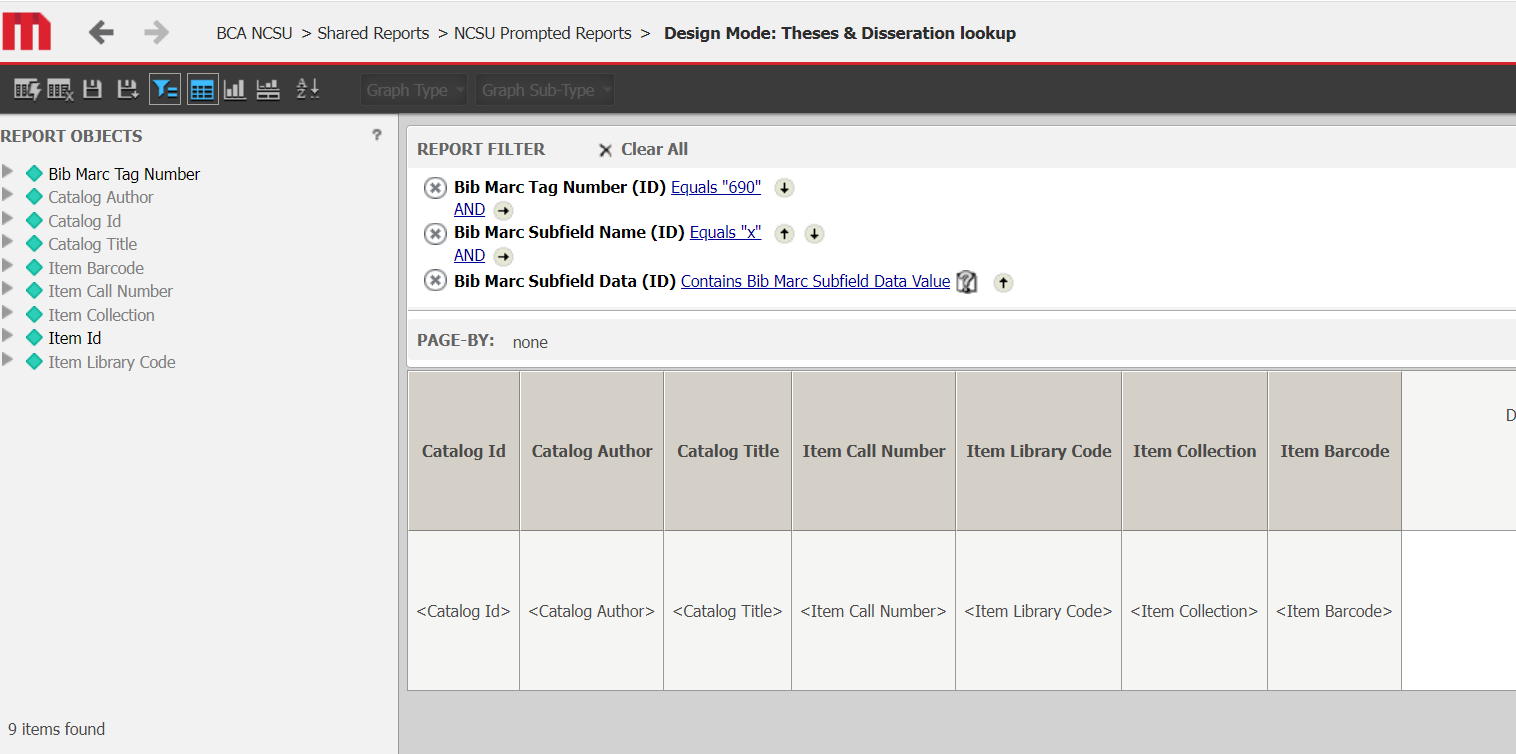 BCA NCSU > Shared Reports > NCSU Prompted Reports > Design Mode: Theses & Disseration lookup
Graph Type Graph Sub-Type
REPORT OBJECTS ?
Bib Marc Tag Number
Catalog Author
Catalog Id
Catalog Title
Item Barcode
Item Call Number
Item Collection
Item Id
Item Library Code
9 items found
REPORT FILTER Clear All
Bib Marc Tag Number (ID) Equals "690"
AND
Bib Marc Subfield Name (ID) Equals "x"
AND
Bib Marc Subfield Data (ID) Contains Bib Marc Subfield Data Value
PAGE-BY: none
Catalog Id Catalog Author Catalog Title Item Call Number Item Library Code Item Collection Item Barcode D
<Catalog Id> <Catalog Author> <Catalog Title> <Item Call Number> <Item Library Code> <Item Collection> <Item Barcode>